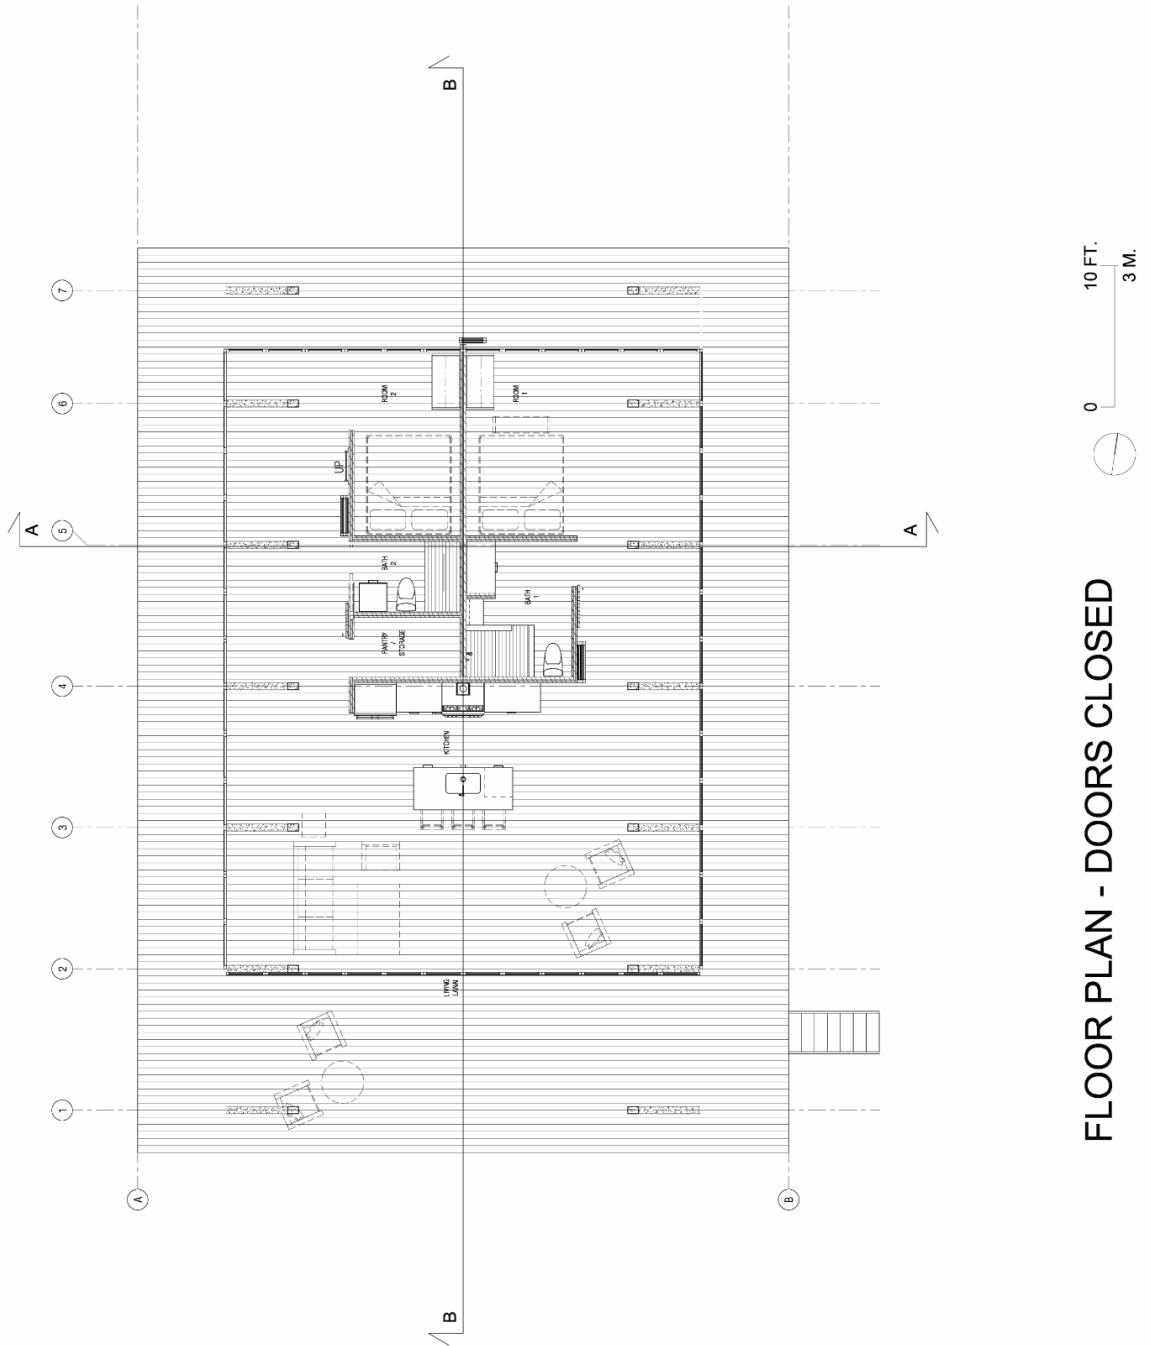 A
B
1
2
3
4
5
6
7
A
A
B
B
LIVING
LANAI
KITCHEN
PANTRY
/
STORAGE
BATH
2
BATH
1
UP
ROOM
2
ROOM
1
FLOOR PLAN - DOORS CLOSED
0
10 FT.
3 M.